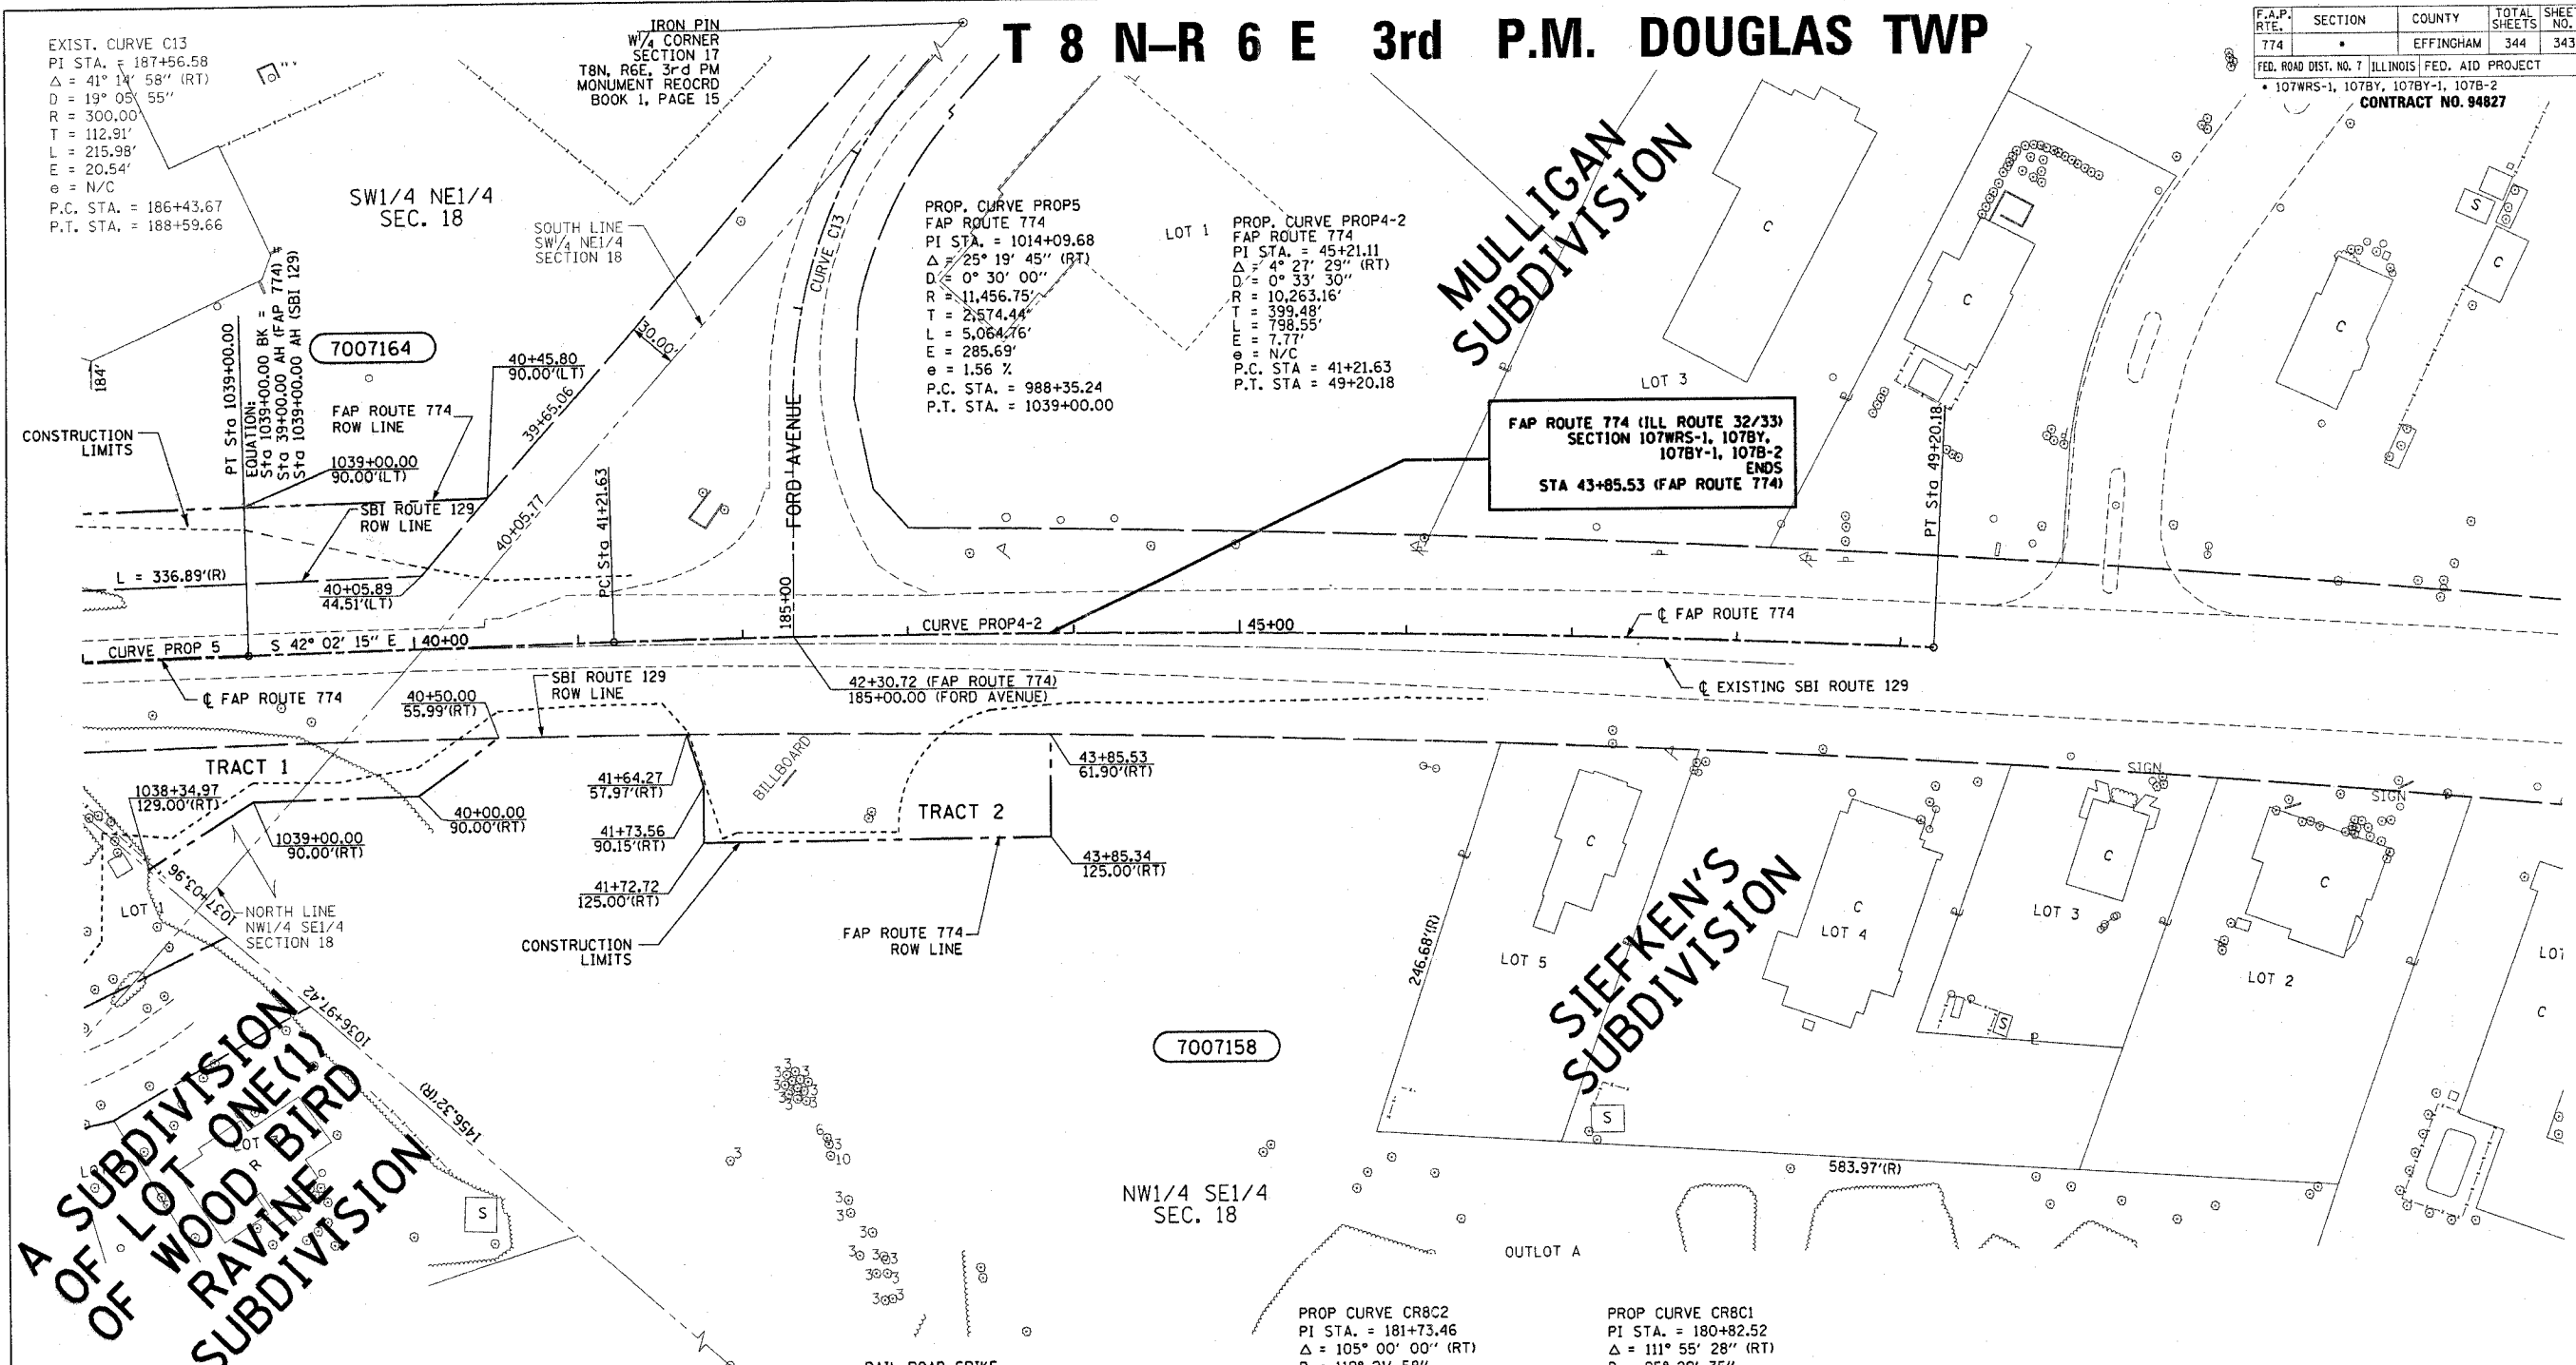 T 8 N-R 6 E 3rd P.M. DOUGLAS TWP
F.A.P. RTE. SECTION COUNTY TOTAL SHEETS SHEET NO.
774 • EFFINGHAM 344 343
FED. ROAD DIST. NO. 7 ILLINOIS FED. AID PROJECT
• 107WRS-1, 107BY, 107BY-1, 107B-2
CONTRACT NO. 94827
EXIST. CURVE C13
PI STA. = 187+56.58
Δ = 41° 14' 58" (RT)
D = 19° 05' 55"
R = 300.00'
T = 112.91'
L = 215.98'
E = 20.54'
e = N/C
P.C. STA. = 186+43.67
P.T. STA. = 188+59.66
IRON PIN
W1/4 CORNER
SECTION 17
T8N, R6E, 3rd PM
MONUMENT REOCRD
BOOK 1, PAGE 15
SW1/4 NE1/4
SEC. 18
SOUTH LINE
SW1/4 NE1/4
SECTION 18
PROP. CURVE PROP5
FAP ROUTE 774
PI STA. = 1014+09.68
Δ = 25° 19' 45" (RT)
D = 0° 30' 00"
R = 11,456.75'
T = 2,574.44'
L = 5,064.76'
E = 285.69'
e = 1.56 %
P.C. STA. = 988+35.24
P.T. STA. = 1039+00.00
LOT 1
PROP. CURVE PROP4-2
FAP ROUTE 774
PI STA. = 45+21.11
Δ = 4° 27' 29" (RT)
D = 0° 33' 30"
R = 10,263.16'
T = 399.48'
L = 798.55'
E = 7.77'
e = N/C
P.C. STA = 41+21.63
P.T. STA = 49+20.18
MULLIGAN
SUBDIVISION
LOT 3
C
C
C
C
S
CURVE C13
FORD AVENUE
185+00
30.00'
39+65.06
40+05.77
184'
PT Sta 1039+00.00
EQUATION:
Sta 1039+00.00 BK =
Sta 39+00.00 AH (FAP 774) =
Sta 1039+00.00 AH (SBI 129)
7007164
40+45.80
90.00'(LT)
FAP ROUTE 774
ROW LINE
CONSTRUCTION
LIMITS
1039+00.00
90.00'(LT)
SBI ROUTE 129
ROW LINE
L = 336.89'(R)
40+05.89
44.51'(LT)
PC Sta 41+21.63
FAP ROUTE 774 (ILL ROUTE 32/33)
SECTION 107WRS-1, 107BY,
107BY-1, 107B-2
ENDS
STA 43+85.53 (FAP ROUTE 774)
PT Sta 49+20.18
CURVE PROP 5
S 42° 02' 15" E
40+00
CURVE PROP4-2
45+00
℄ FAP ROUTE 774
℄ FAP ROUTE 774
℄ EXISTING SBI ROUTE 129
40+50.00
55.99'(RT)
SBI ROUTE 129
ROW LINE
42+30.72 (FAP ROUTE 774)
185+00.00 (FORD AVENUE)
TRACT 1
1038+34.97
129.00'(RT)
1039+00.00
90.00'(RT)
40+00.00
90.00'(RT)
41+64.27
57.97'(RT)
41+73.56
90.15'(RT)
41+72.72
125.00'(RT)
BILLBOARD
TRACT 2
43+85.53
61.90'(RT)
43+85.34
125.00'(RT)
FAP ROUTE 774
ROW LINE
CONSTRUCTION
LIMITS
1037+03.96
LOT 1
NORTH LINE
NW1/4 SE1/4
SECTION 18
1036+97.42
1456.32'(R)
A SUBDIVISION
OF LOT ONE(1)
OF WOOD BIRD
RAVINE
SUBDIVISION
R
S
7007158
NW1/4 SE1/4
SEC. 18
246.68'(R)
SIEFKEN'S
SUBDIVISION
LOT 5
LOT 4
LOT 3
LOT 2
C
C
C
C
C
SIGN
SIGN
S
S
583.97'(R)
OUTLOT A
PROP CURVE CR8C2
PI STA. = 181+73.46
Δ = 105° 00' 00" (RT)
PROP CURVE CR8C1
PI STA. = 180+82.52
Δ = 111° 55' 28" (RT)